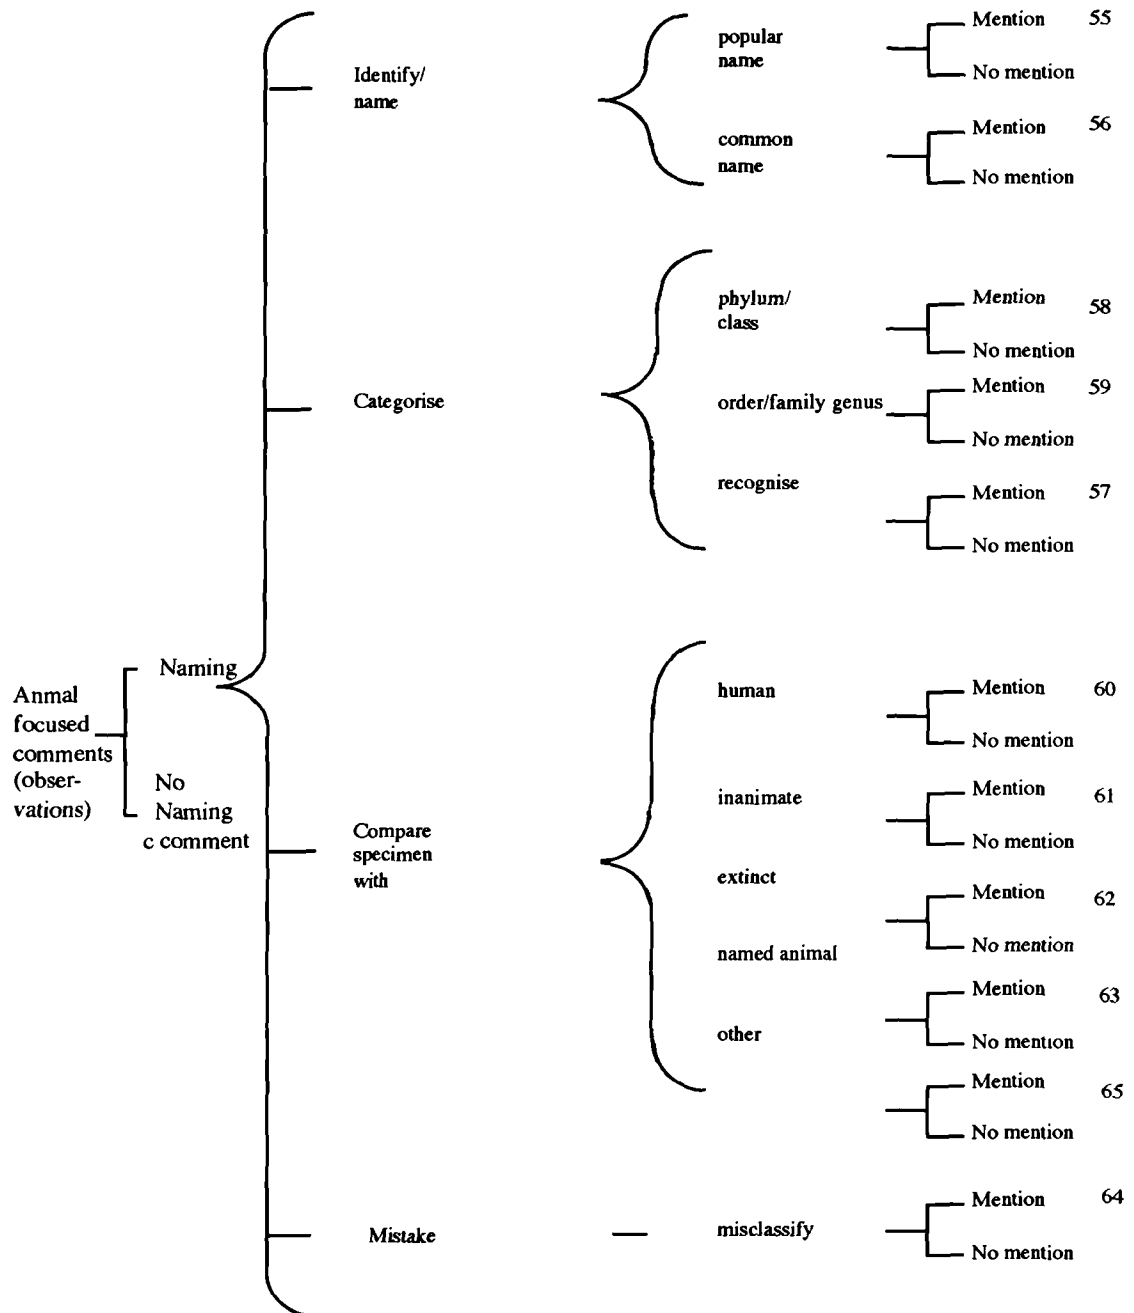 popular
name
Mention 55
No mention
Identify/
name
common
name
Mention 56
No mention
phylum/
class
Mention 58
No mention
Categorise
order/family genus
Mention 59
No mention
recognise
Mention 57
No mention
Anmal
focused
comments
(obser-
vations)
Naming
No
Naming
c comment
human
Mention 60
No mention
inanimate
Mention 61
No mention
Compare
specimen
with
extinct
Mention 62
No mention
named animal
Mention 63
No mention
other
Mention 65
No mention
Mistake
misclassify
Mention 64
No mention